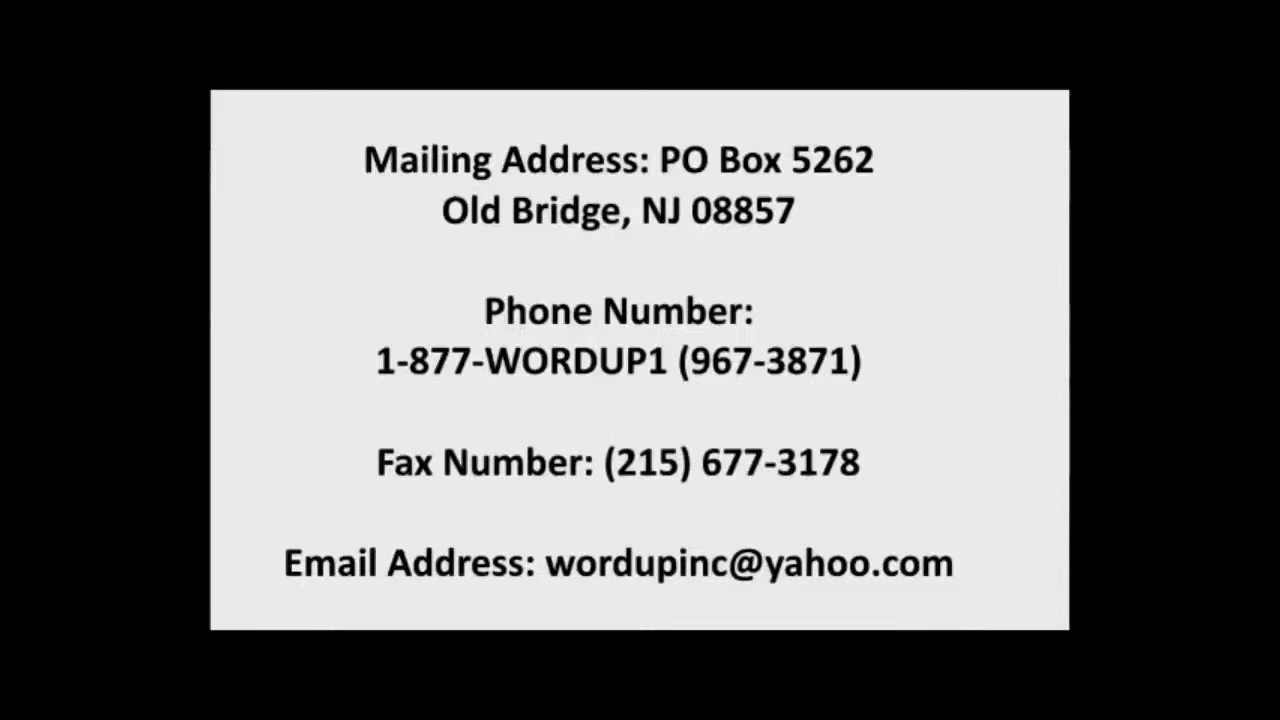 Mailing Address: PO Box 5262
Old Bridge, NJ 08857
Phone Number:
1-877-WORDUP1 (967-3871)
Fax Number: (215) 677-3178
Email Address: wordupinc@yahoo.com